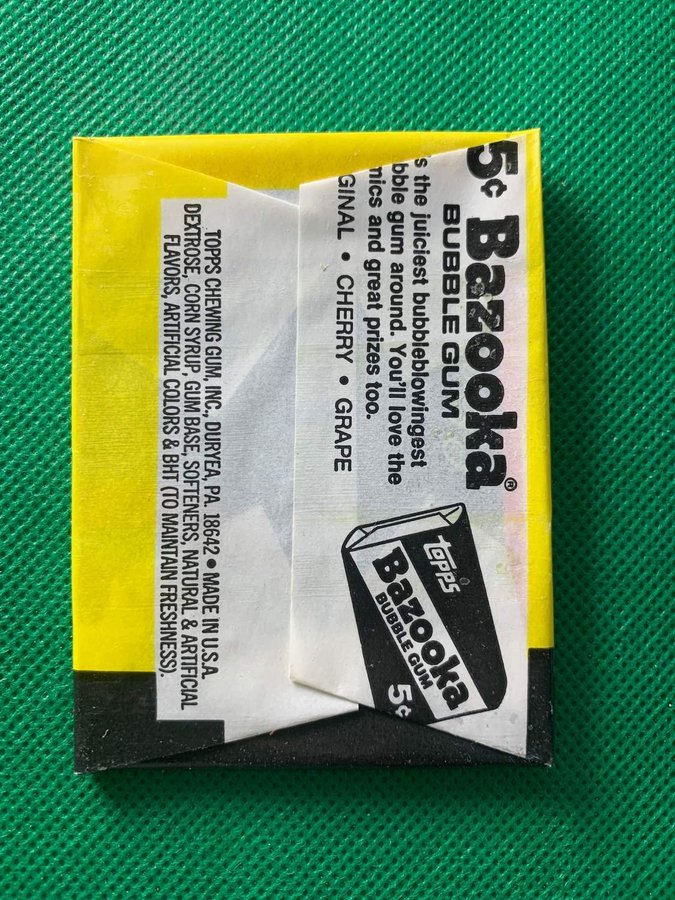 5¢ Bazooka®
BUBBLE GUM
s the juiciest bubbleblowingest
bble gum around. You'll love the
mics and great prizes too.
GINAL • CHERRY • GRAPE
topps
Bazooka
BUBBLE GUM
5¢
TOPPS CHEWING GUM, INC., DURYEA, PA. 18642 • MADE IN U.S.A.
DEXTROSE, CORN SYRUP, GUM BASE, SOFTENERS, NATURAL & ARTIFICIAL
FLAVORS, ARTIFICIAL COLORS & BHT (TO MAINTAIN FRESHNESS).